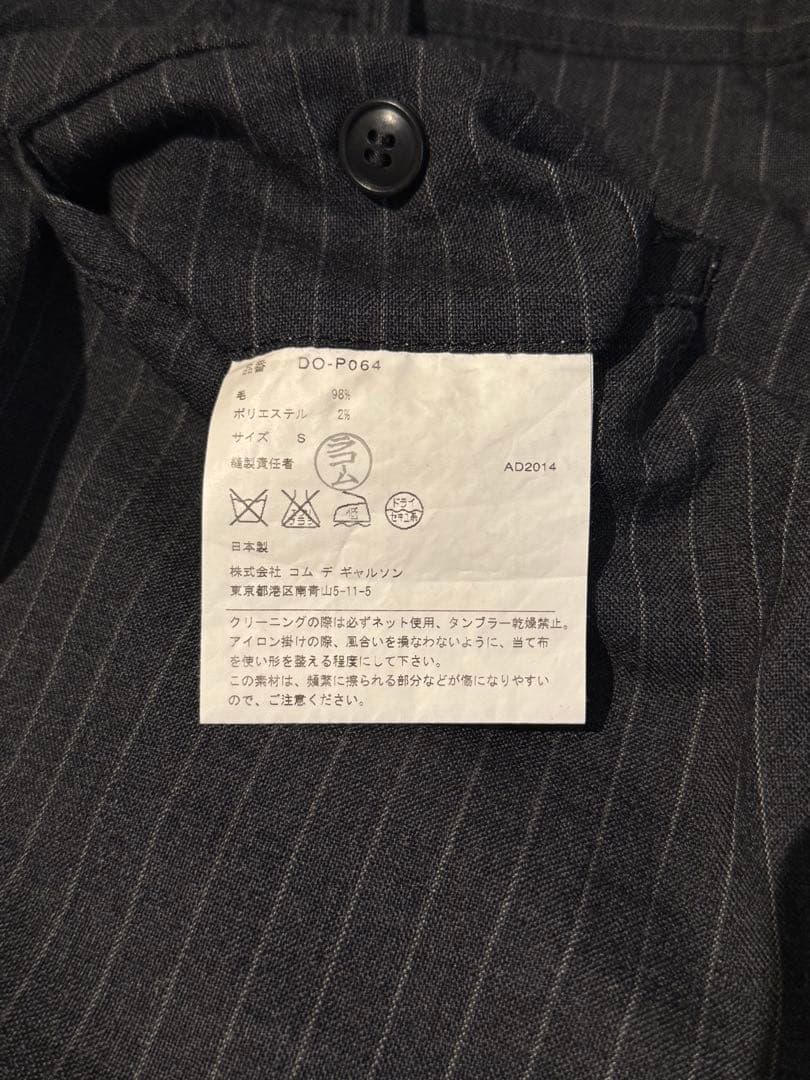 品番 DO-P064
毛 98%
ポリエステル 2%
サイズ S
縫製責任者 コム AD2014
ドライ
セキユ系
日本製
株式会社 コム デ ギャルソン
東京都港区南青山5-11-5
クリーニングの際は必ずネット使用、タンブラー乾燥禁止。
アイロン掛けの際、風合いを損なわないように、当て布
を使い形を整える程度にして下さい。
この素材は、頻繁に擦られる部分などが傷になりやすい
ので、ご注意ください。